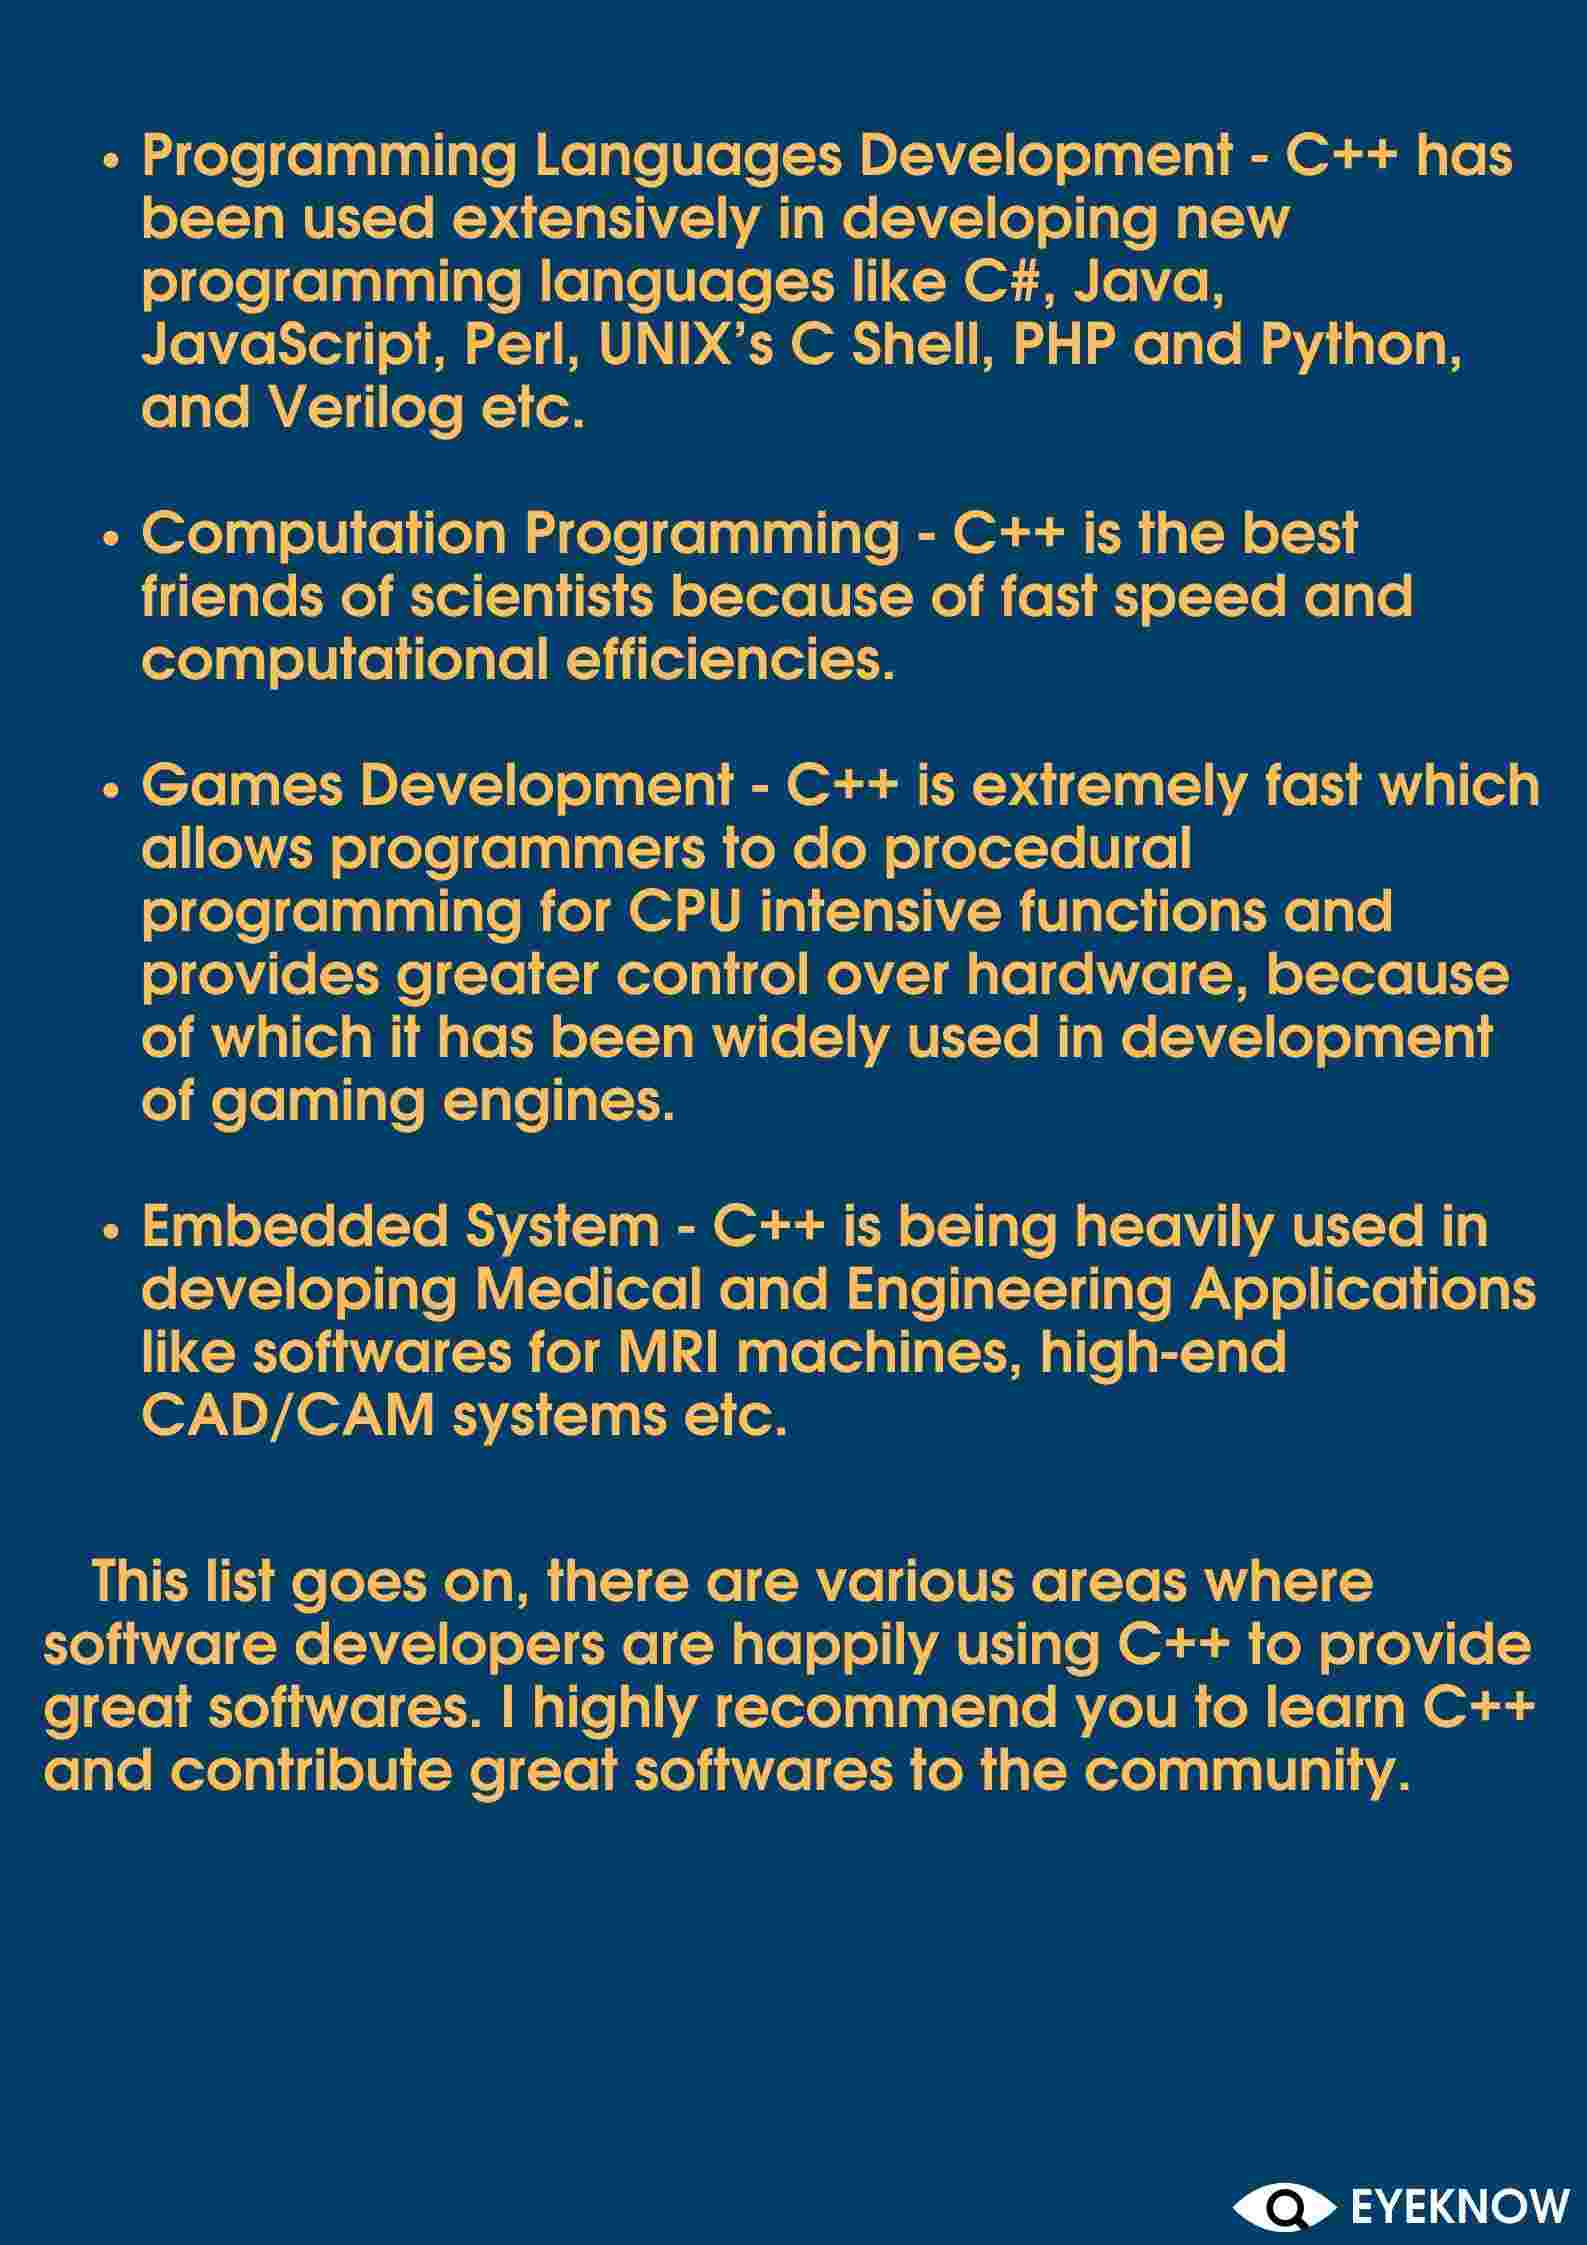 • Programming Languages Development - C++ has
been used extensively in developing new
programming languages like C#, Java,
JavaScript, Perl, UNIX’s C Shell, PHP and Python,
and Verilog etc.
• Computation Programming - C++ is the best
friends of scientists because of fast speed and
computational efficiencies.
• Games Development - C++ is extremely fast which
allows programmers to do procedural
programming for CPU intensive functions and
provides greater control over hardware, because
of which it has been widely used in development
of gaming engines.
• Embedded System - C++ is being heavily used in
developing Medical and Engineering Applications
like softwares for MRI machines, high-end
CAD/CAM systems etc.
This list goes on, there are various areas where
software developers are happily using C++ to provide
great softwares. I highly recommend you to learn C++
and contribute great softwares to the community.
EYEKNOW